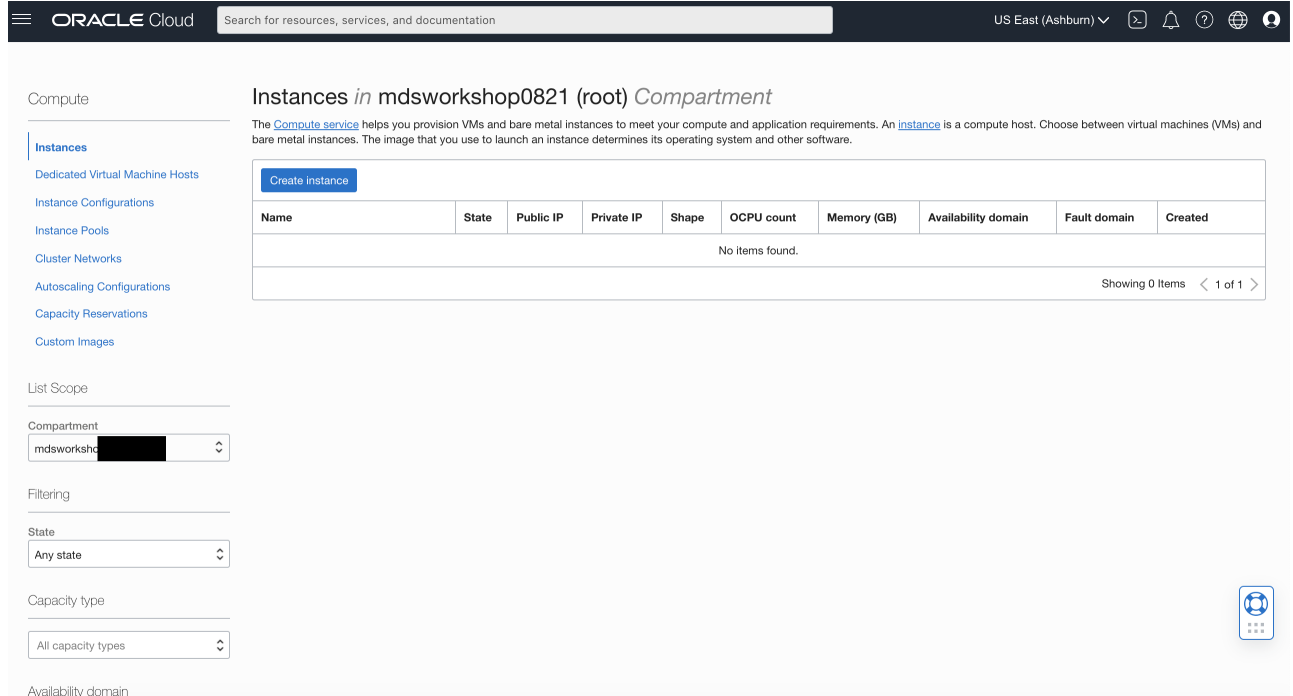 ORACLE Cloud
Search for resources, services, and documentation
US East (Ashburn)
Compute
Instances
Dedicated Virtual Machine Hosts
Instance Configurations
Instance Pools
Cluster Networks
Autoscaling Configurations
Capacity Reservations
Custom Images
List Scope
Compartment
mdsworksho
Filtering
State
Any state
Capacity type
All capacity types
Availability domain
Instances in mdsworkshop0821 (root) Compartment
The Compute service helps you provision VMs and bare metal instances to meet your compute and application requirements. An instance is a compute host. Choose between virtual machines (VMs) and
bare metal instances. The image that you use to launch an instance determines its operating system and other software.
Create instance
Name State Public IP Private IP Shape OCPU count Memory (GB) Availability domain Fault domain Created
No items found.
Showing 0 Items < 1 of 1 >